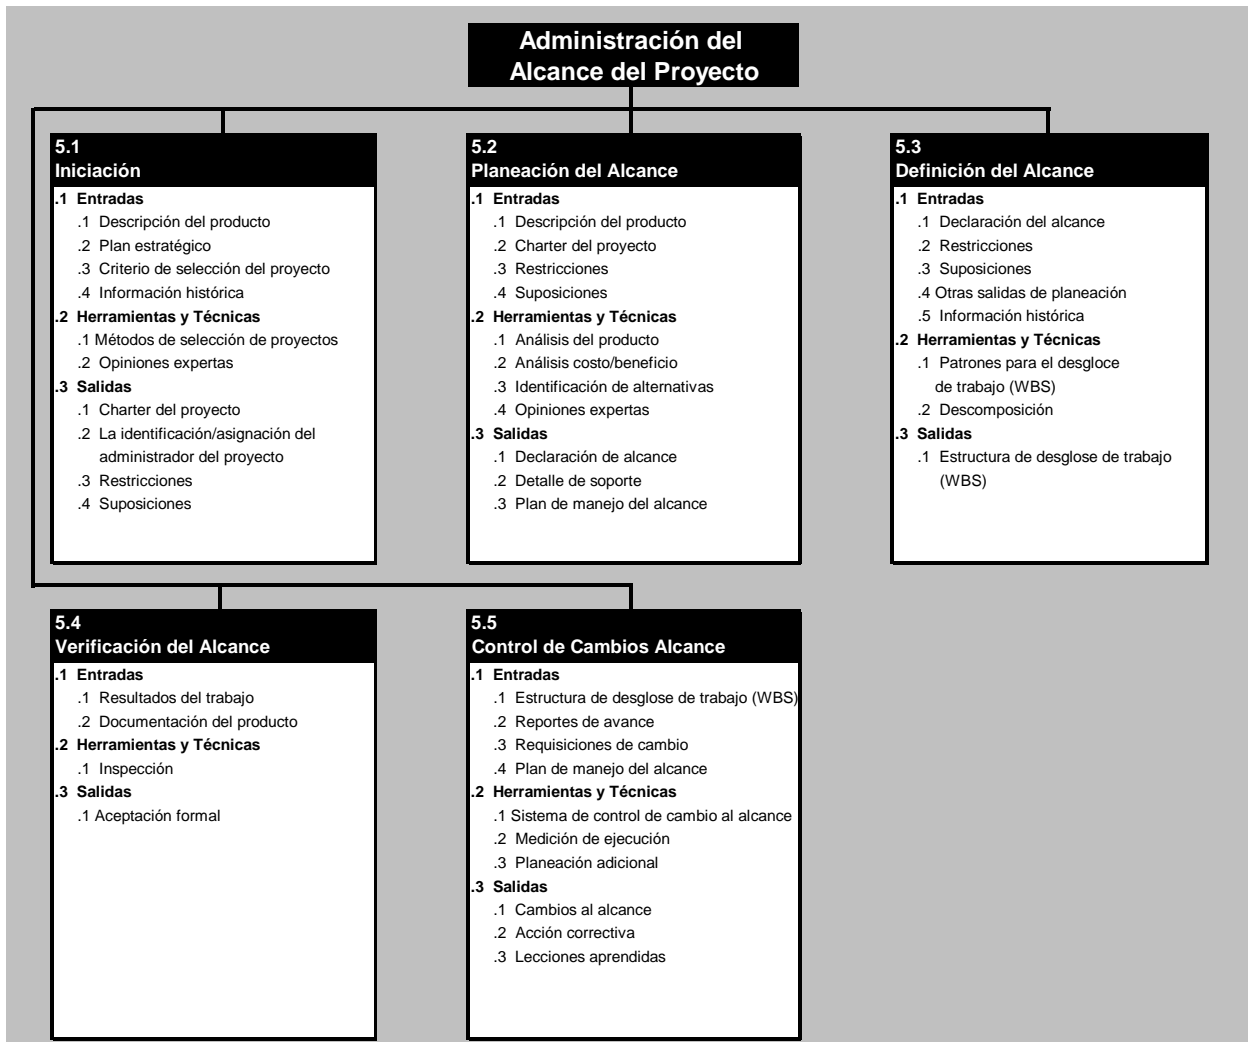 Administración del
Alcance del Proyecto
5.1
Iniciación
.1 Entradas
.1 Descripción del producto
.2 Plan estratégico
.3 Criterio de selección del proyecto
.4 Información histórica
.2 Herramientas y Técnicas
.1 Métodos de selección de proyectos
.2 Opiniones expertas
.3 Salidas
.1 Charter del proyecto
.2 La identificación/asignación del
administrador del proyecto
.3 Restricciones
.4 Suposiciones
5.2
Planeación del Alcance
.1 Entradas
.1 Descripción del producto
.2 Charter del proyecto
.3 Restricciones
.4 Suposiciones
.2 Herramientas y Técnicas
.1 Análisis del producto
.2 Análisis costo/beneficio
.3 Identificación de alternativas
.4 Opiniones expertas
.3 Salidas
.1 Declaración de alcance
.2 Detalle de soporte
.3 Plan de manejo del alcance
5.3
Definición del Alcance
.1 Entradas
.1 Declaración del alcance
.2 Restricciones
.3 Suposiciones
.4 Otras salidas de planeación
.5 Información histórica
.2 Herramientas y Técnicas
.1 Patrones para el desgloce
de trabajo (WBS)
.2 Descomposición
.3 Salidas
.1 Estructura de desglose de trabajo
(WBS)
5.4
Verificación del Alcance
.1 Entradas
.1 Resultados del trabajo
.2 Documentación del producto
.2 Herramientas y Técnicas
.1 Inspección
.3 Salidas
.1 Aceptación formal
5.5
Control de Cambios Alcance
.1 Entradas
.1 Estructura de desglose de trabajo (WBS)
.2 Reportes de avance
.3 Requisiciones de cambio
.4 Plan de manejo del alcance
.2 Herramientas y Técnicas
.1 Sistema de control de cambio al alcance
.2 Medición de ejecución
.3 Planeación adicional
.3 Salidas
.1 Cambios al alcance
.2 Acción correctiva
.3 Lecciones aprendidas